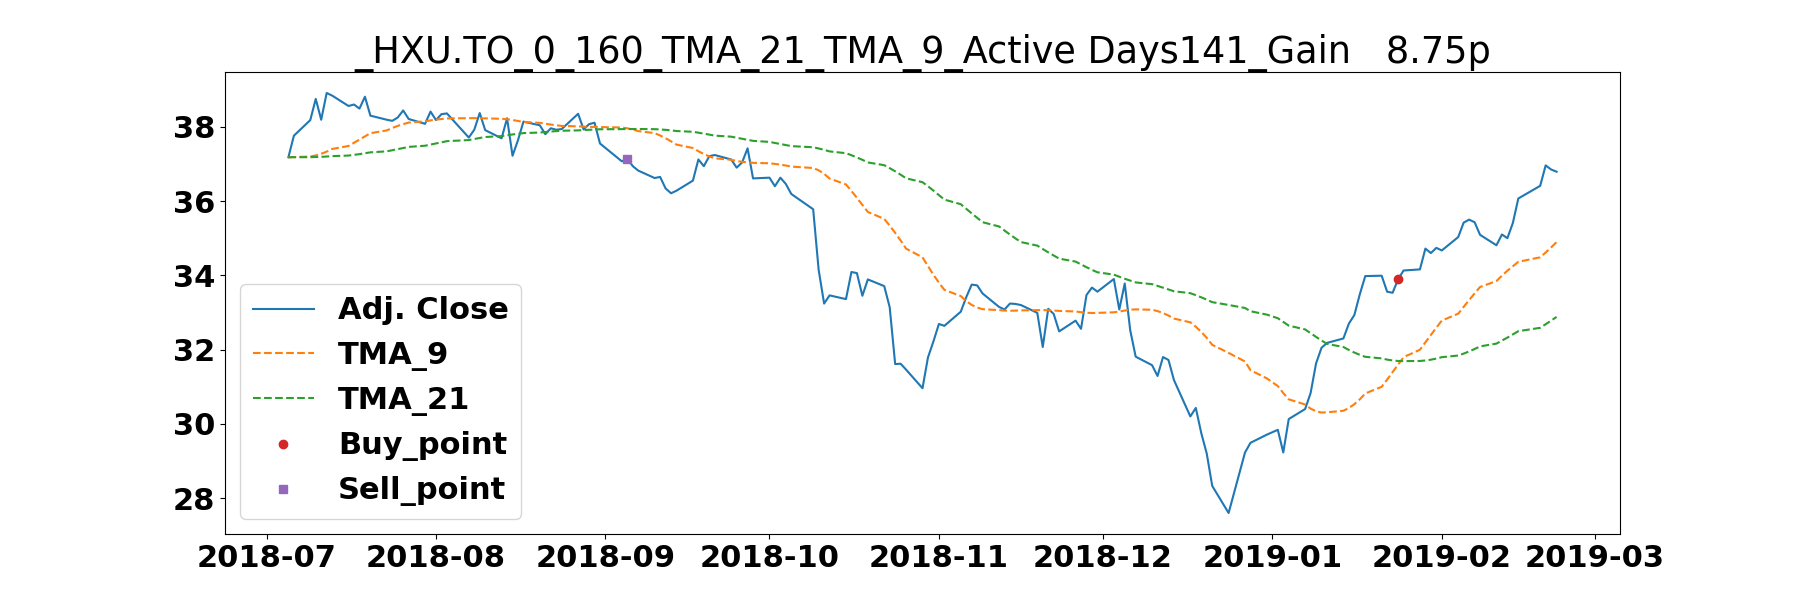 _HXU.TO_0_160_TMA_21_TMA_9_Active Days141_Gain   8.75p
38
36
34
32
30
28
Adj. Close
TMA_9
TMA_21
Buy_point
Sell_point
2018-07 2018-08 2018-09 2018-10 2018-11 2018-12 2019-01 2019-02 2019-03